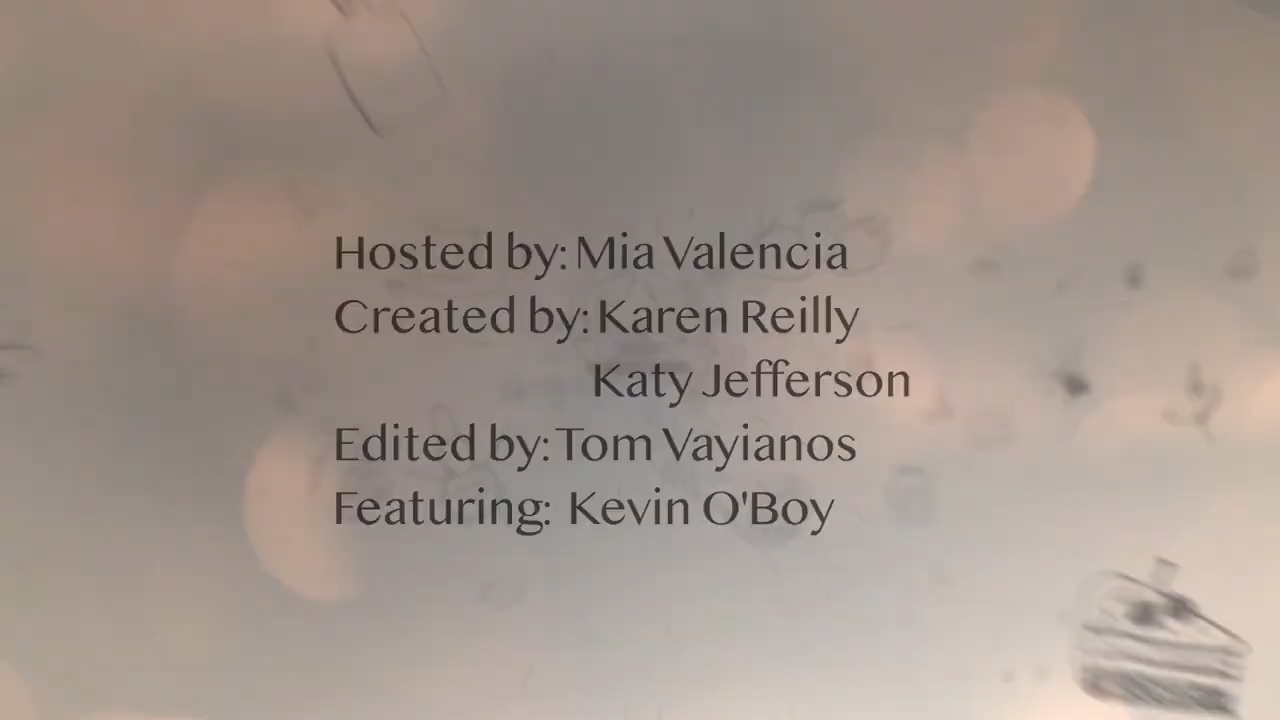 Hosted by: Mia Valencia
Created by: Karen Reilly
Katy Jefferson
Edited by: Tom Vayianos
Featuring: Kevin O'Boy